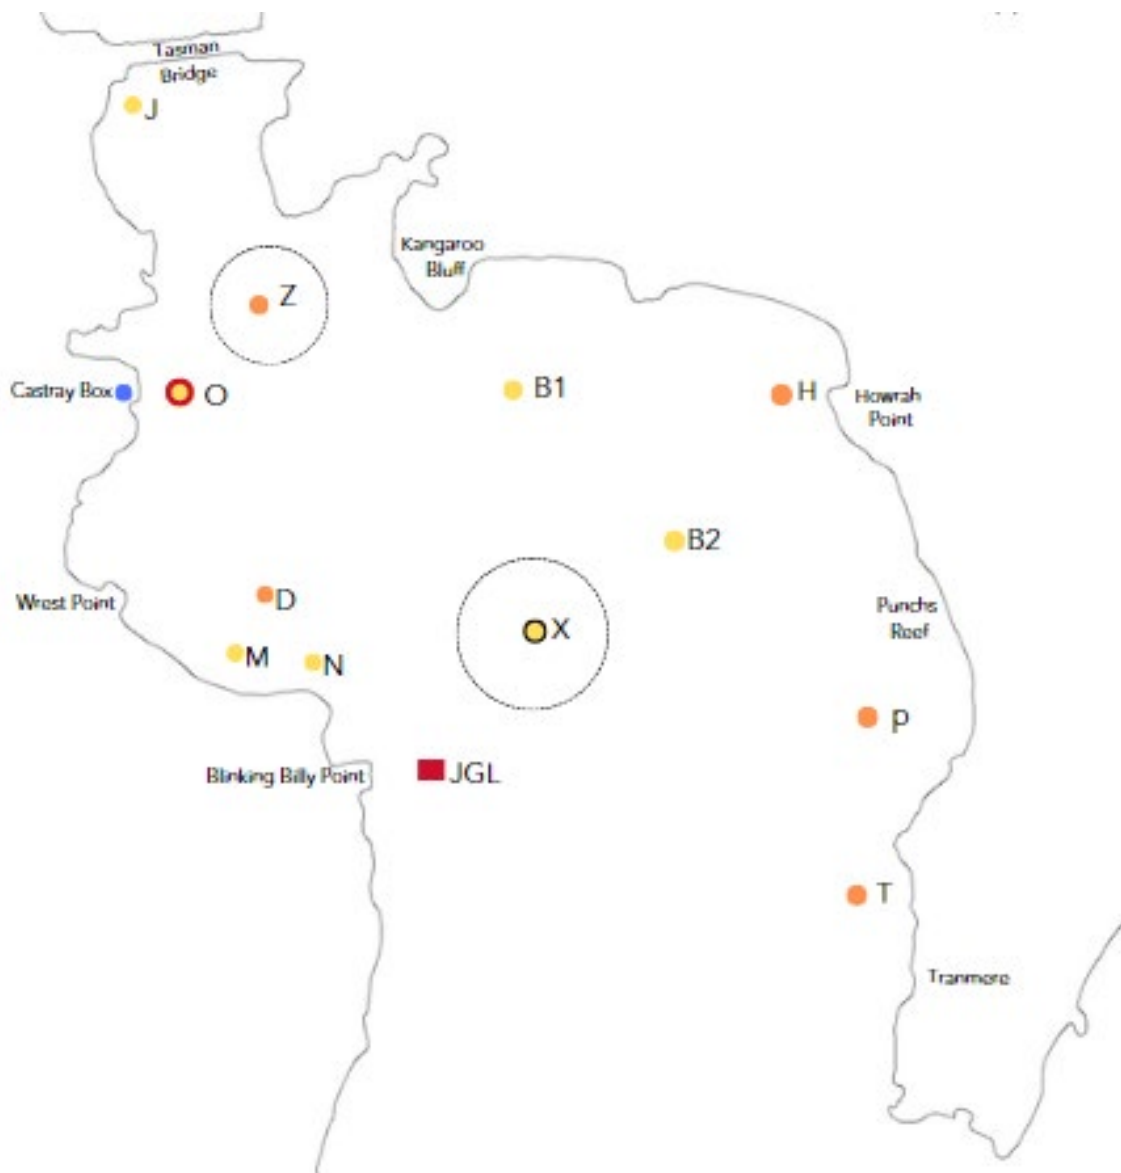 Tasman
Bridge
J
Kangaroo
Bluff
Z
Castray Box
O
B1
H
Howrah
Point
B2
Wrest Point
D
X
Punchs
Reef
M
N
p
Blinking Billy Point
JGL
T
Tranmere